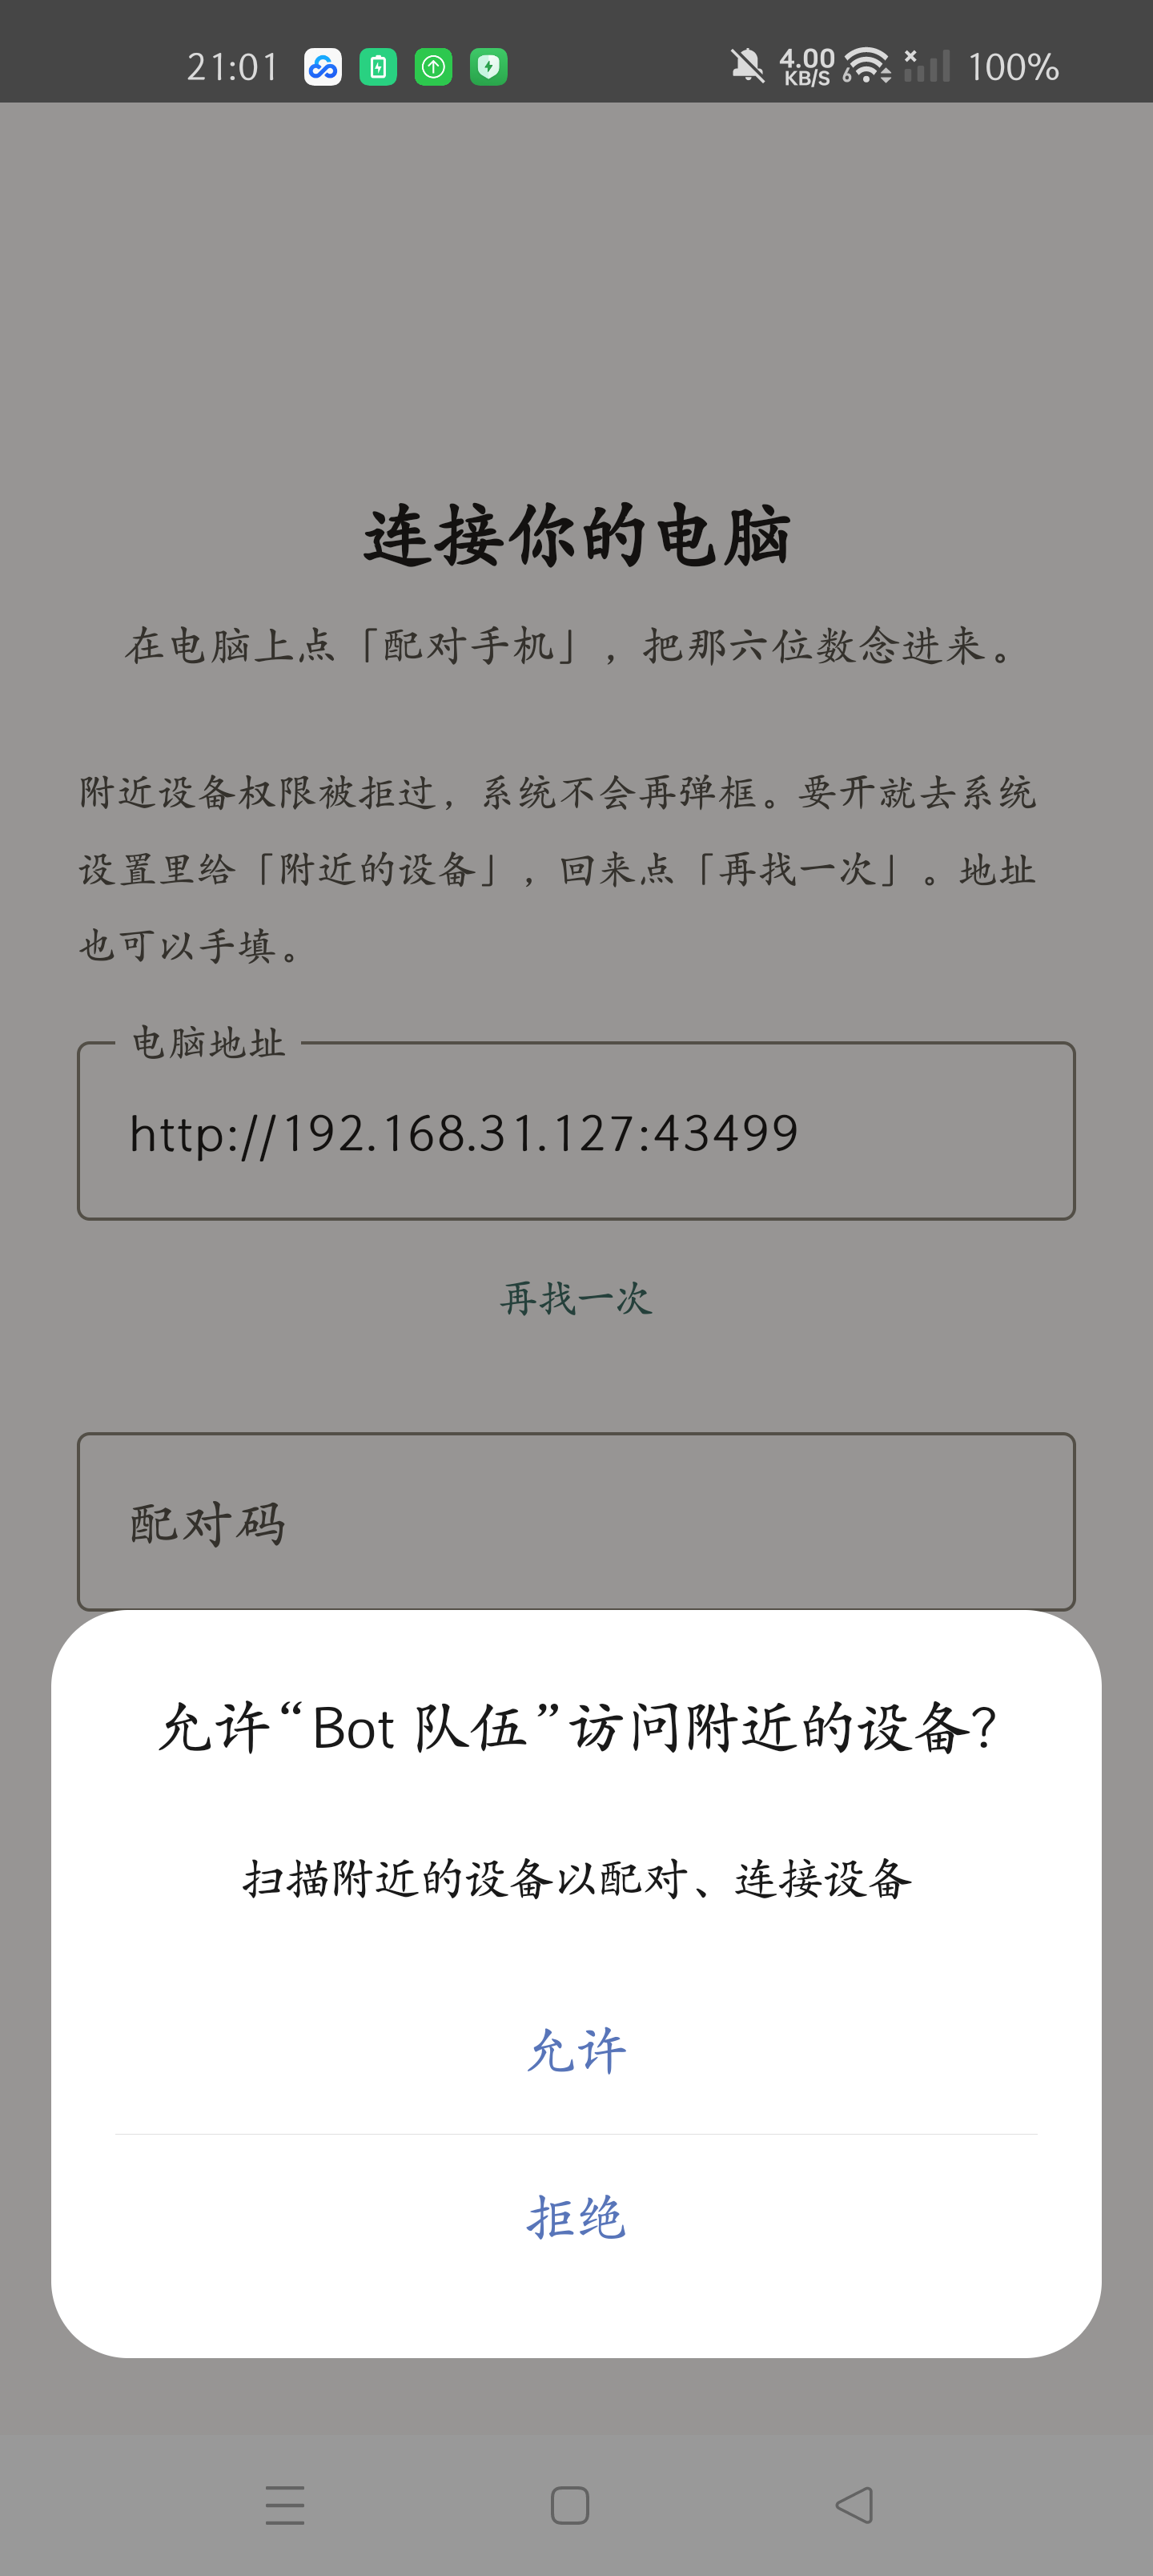 21:01
4.00 KB/S
6
100%
连接你的电脑
在电脑上点「配对手机」，把那六位数念进来。
附近设备权限被拒过，系统不会再弹框。要开就去系统
设置里给「附近的设备」，回来点「再找一次」。地址
也可以手填。
电脑地址
http://192.168.31.127:43499
再找一次
配对码
允许“Bot 队伍”访问附近的设备?
扫描附近的设备以配对、连接设备
允许
拒绝